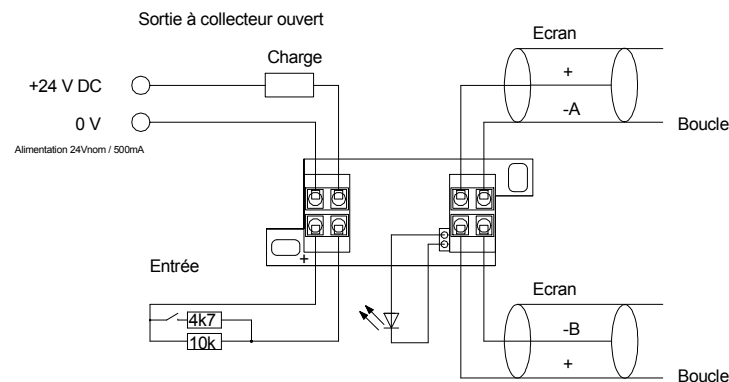 Sortie à collecteur ouvert
Charge
+24 V DC
0 V
Alimentation 24Vnom / 500mA
Ecran
+
-A
Boucle
+
Entrée
4k7
10k
Ecran
-B
+
Boucle